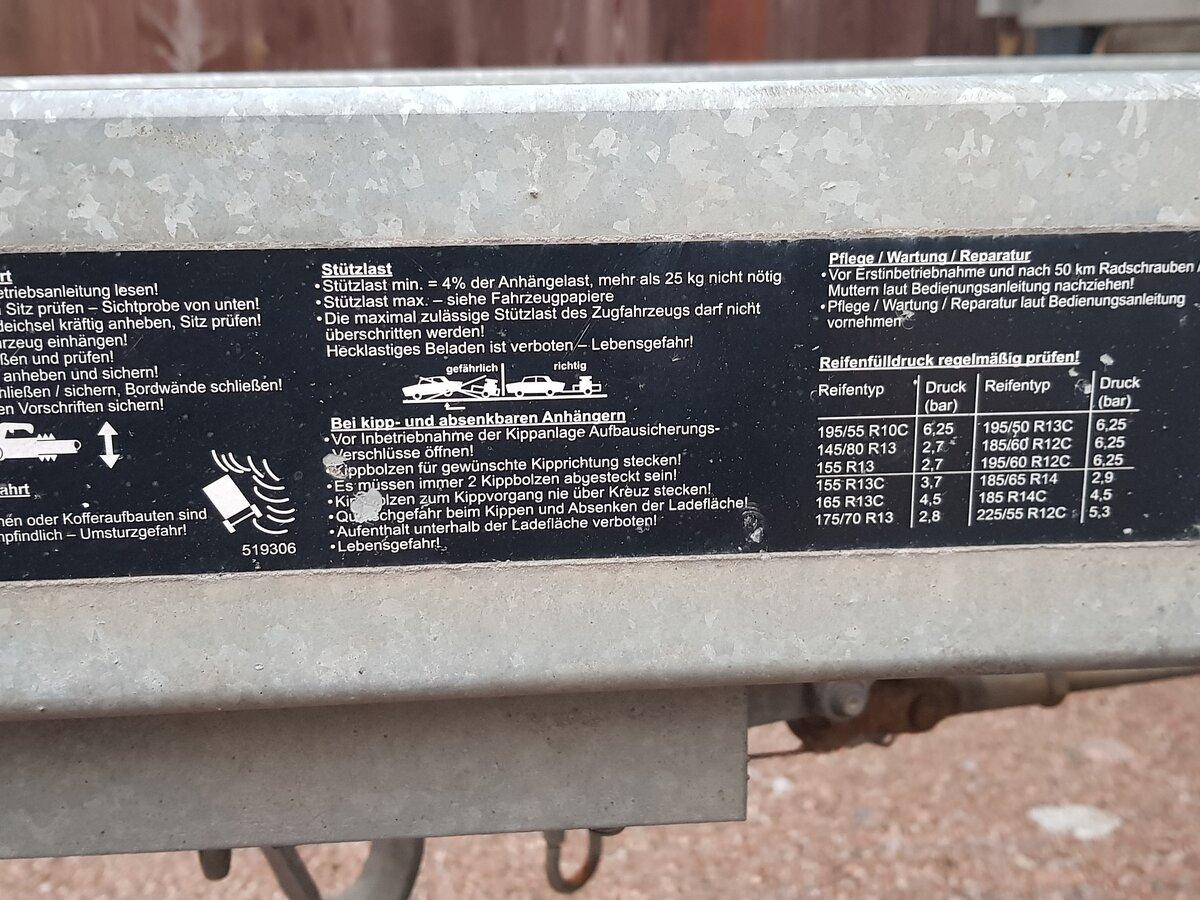 rt
etriebsanleitung lesen!
Sitz prüfen – Sichtprobe von unten!
deichsel kräftig anheben, Sitz prüfen!
rzeug einhängen!
ßen und prüfen!
anheben und sichern!
hließen / sichern, Bordwände schließen!
en Vorschriften sichern!
ahrt
nen oder Kofferaufbauten sind
mpfindlich – Umsturzgefahr!
519306
Stützlast
•Stützlast min. = 4% der Anhängelast, mehr als 25 kg nicht nötig
•Stützlast max. – siehe Fahrzeugpapiere
•Die maximal zulässige Stützlast des Zugfahrzeugs darf nicht
überschritten werden!
Hecklastiges Beladen ist verboten – Lebensgefahr!
gefährlich richtig
Bei kipp- und absenkbaren Anhängern
•Vor Inbetriebnahme der Kippanlage Aufbausicherungs-
Verschlüsse öffnen!
Kippbolzen für gewünschte Kipprichtung stecken!
•Es müssen immer 2 Kippbolzen abgesteckt sein!
•Kippbolzen zum Kippvorgang nie über Kreuz stecken!
•Quetschgefahr beim Kippen und Absenken der Ladefläche!
•Aufenthalt unterhalb der Ladefläche verboten!
•Lebensgefahr!
Pflege / Wartung / Reparatur
•Vor Erstinbetriebnahme und nach 50 km Radschrauben /
Muttern laut Bedienungsanleitung nachziehen!
•Pflege / Wartung / Reparatur laut Bedienungsanleitung
vornehmen
Reifenfülldruck regelmäßig prüfen!
Reifentyp Druck (bar) Reifentyp Druck (bar)
195/55 R10C 6,25 195/50 R13C 6,25
145/80 R13 2,7 185/60 R12C 6,25
155 R13 2,7 195/60 R12C 6,25
155 R13C 3,7 185/65 R14 2,9
165 R13C 4,5 185 R14C 4,5
175/70 R13 2,8 225/55 R12C 5,3